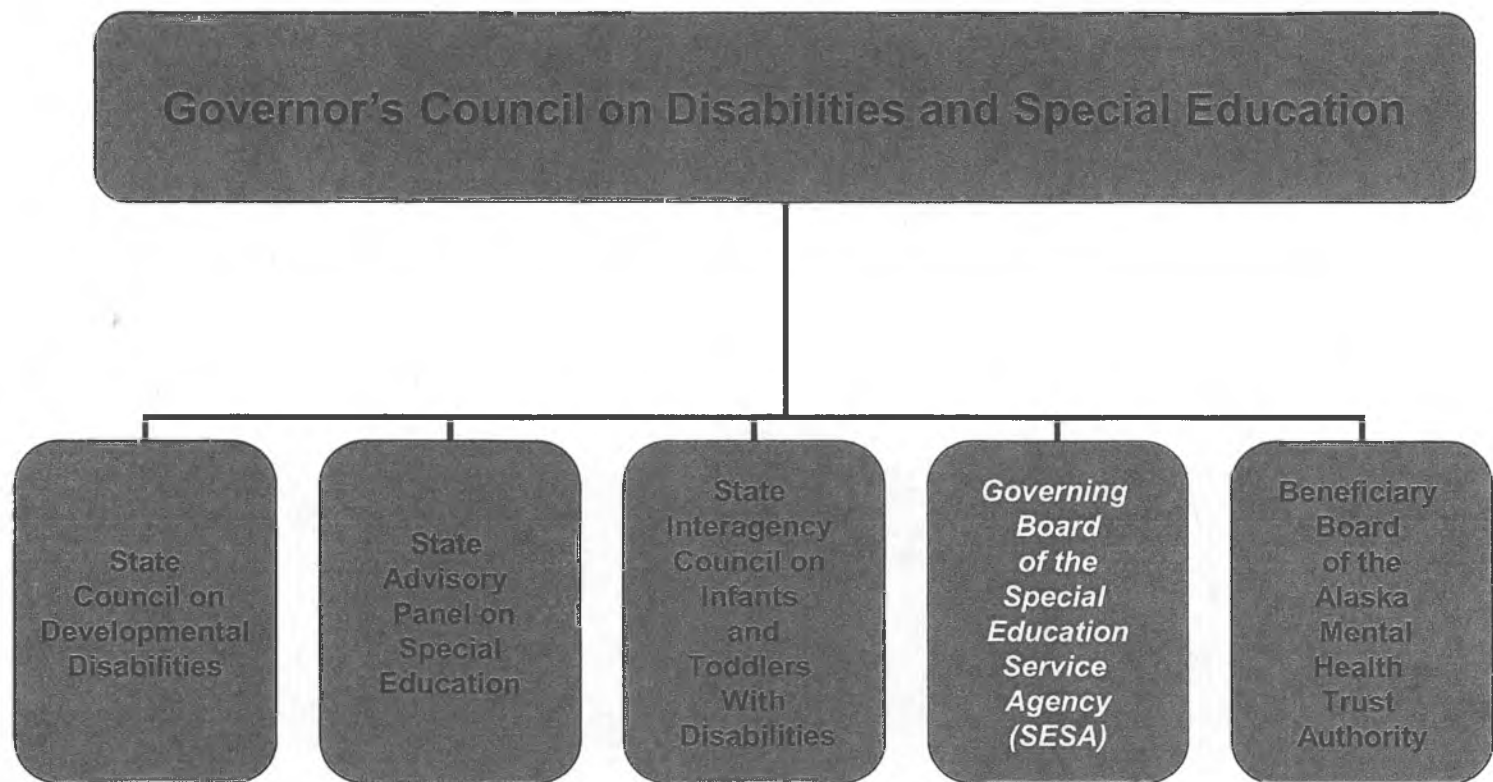 Governor's Council on Disabilities and Special Education
State
Council on
Developmental
Disabilities
State
Advisory
Panel on
Special
Education
State
Interagency
Council on
Infants
and
Toddlers
With
Disabilities
Governing
Board
of the
Special
Education
Service
Agency
(SESA)
Beneficiary
Board
of the
Alaska
Mental
Health
Trust
Authority